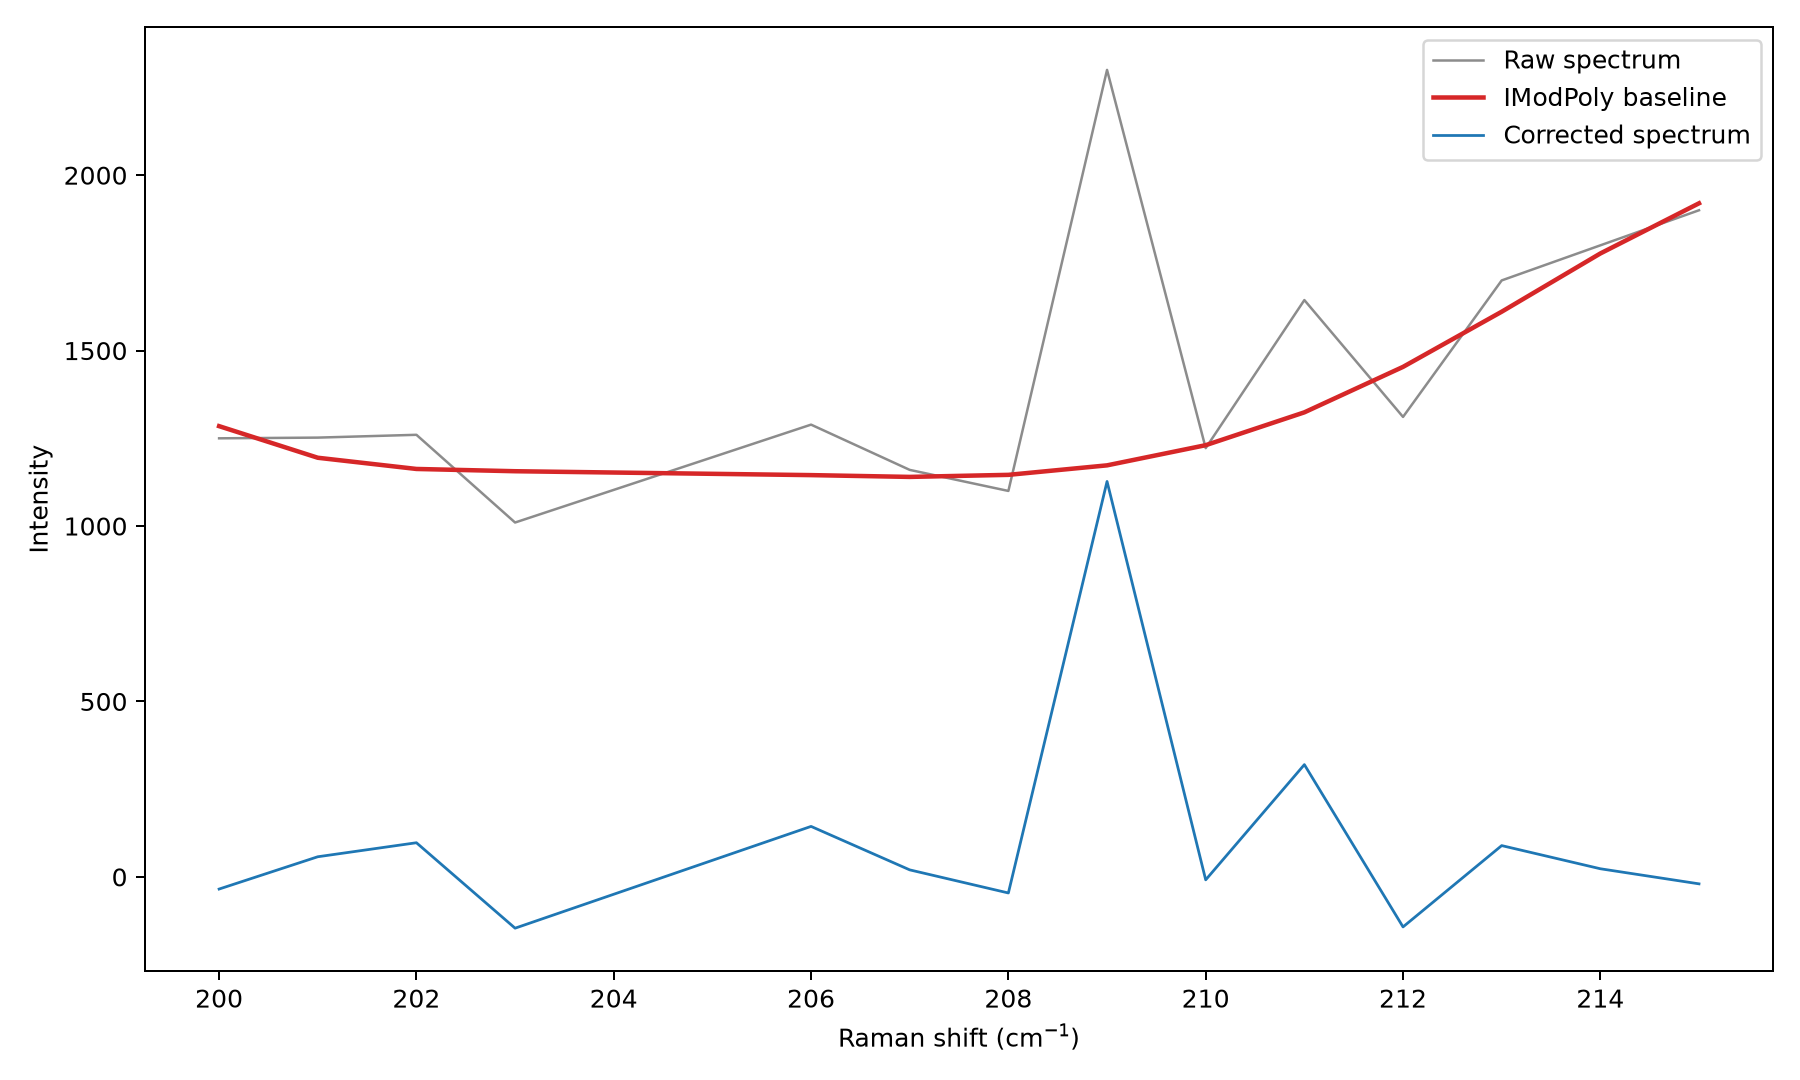 Raw spectrum
IModPoly baseline
Corrected spectrum
2000
1500
1000
500
0
Intensity
200 202 204 206 208 210 212 214
Raman shift (cm⁻¹)